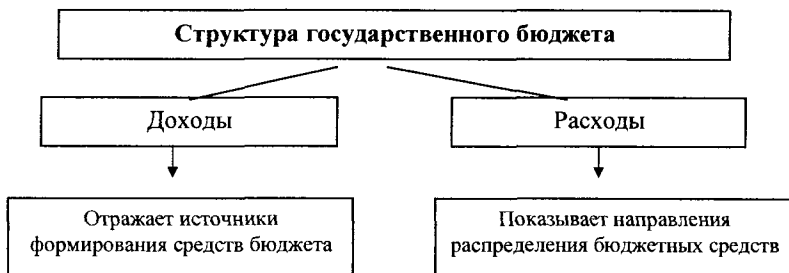 Структура государственного бюджета
Доходы
Расходы
Отражает источники
формирования средств бюджета
Показывает направления
распределения бюджетных средств